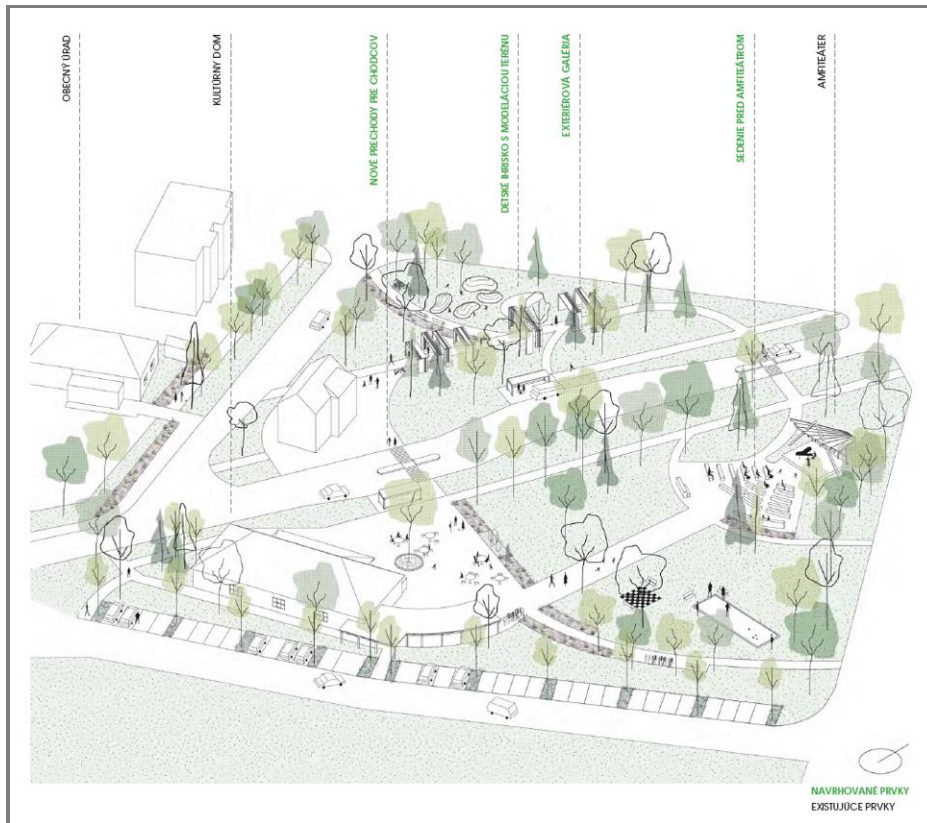 OBECNÝ ÚRAD
KULTÚRNY DOM
NOVÉ PRECHODY PRE CHODCOV
DETSKÉ IHRISKO S MODELÁCIOU TERÉNU
EXTERIÉROVÁ GALÉRIA
SEDENIE PRED AMFITEÁTROM
AMFITEÁTER
NAVRHOVANÉ PRVKY
EXISTUJÚCE PRVKY